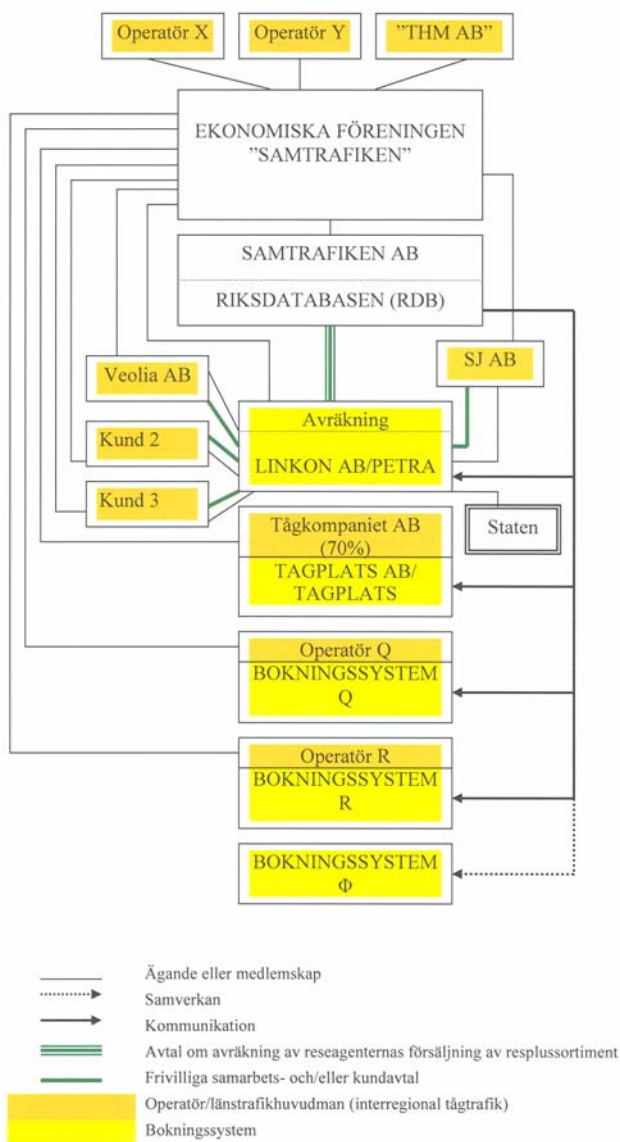 Operatör X
Operatör Y
"THM AB"
EKONOMISKA FÖRENINGEN
"SAMTRAFIKEN"
SAMTRAFIKEN AB
RIKSDATABASEN (RDB)
Veolia AB
SJ AB
Kund 2
Avräkning
LINKON AB/PETRA
Kund 3
Staten
Tågkompaniet AB
(70%)
TAGPLATS AB/
TAGPLATS
Operatör Q
BOKNINGSSYSTEM
Q
Operatör R
BOKNINGSSYSTEM
R
BOKNINGSSYSTEM
Φ
Ägande eller medlemskap
Samverkan
Kommunikation
Avtal om avräkning av reseagenternas försäljning av resplussortiment
Frivilliga samarbets- och/eller kundavtal
Operatör/länstrafikhuvudman (interregional tågtrafik)
Bokningssystem